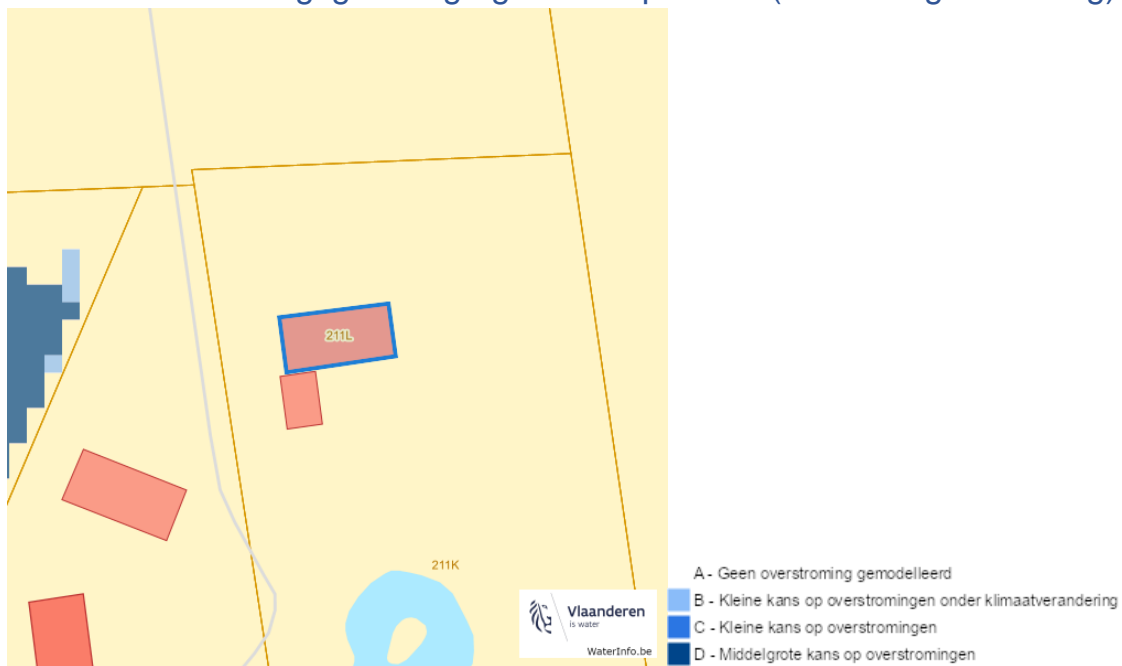 211L
211K
Vlaanderen
is water
WaterInfo.be
A - Geen overstroming gemodelleerd
B - Kleine kans op overstromingen onder klimaatverandering
C - Kleine kans op overstromingen
D - Middelgrote kans op overstromingen